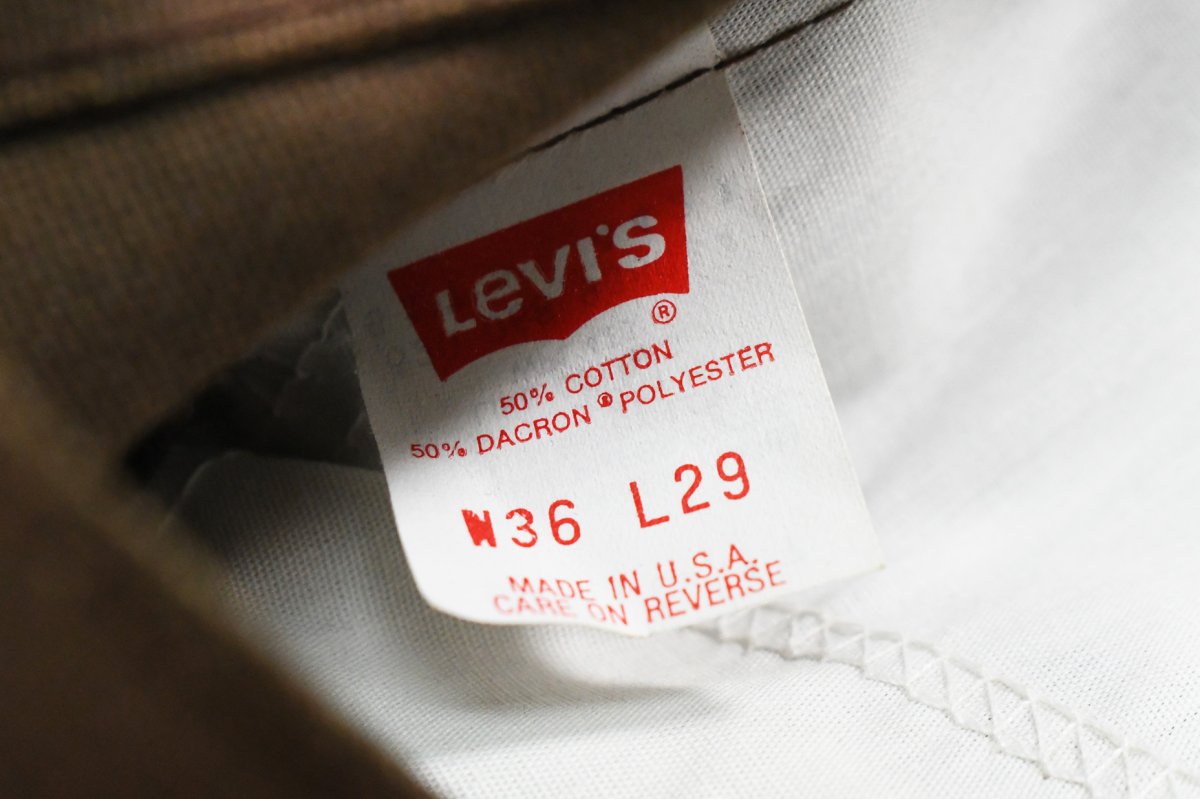 LEVI'S
®
50% COTTON
50% DACRON ® POLYESTER
W36 L29
MADE IN U.S.A.
CARE ON REVERSE